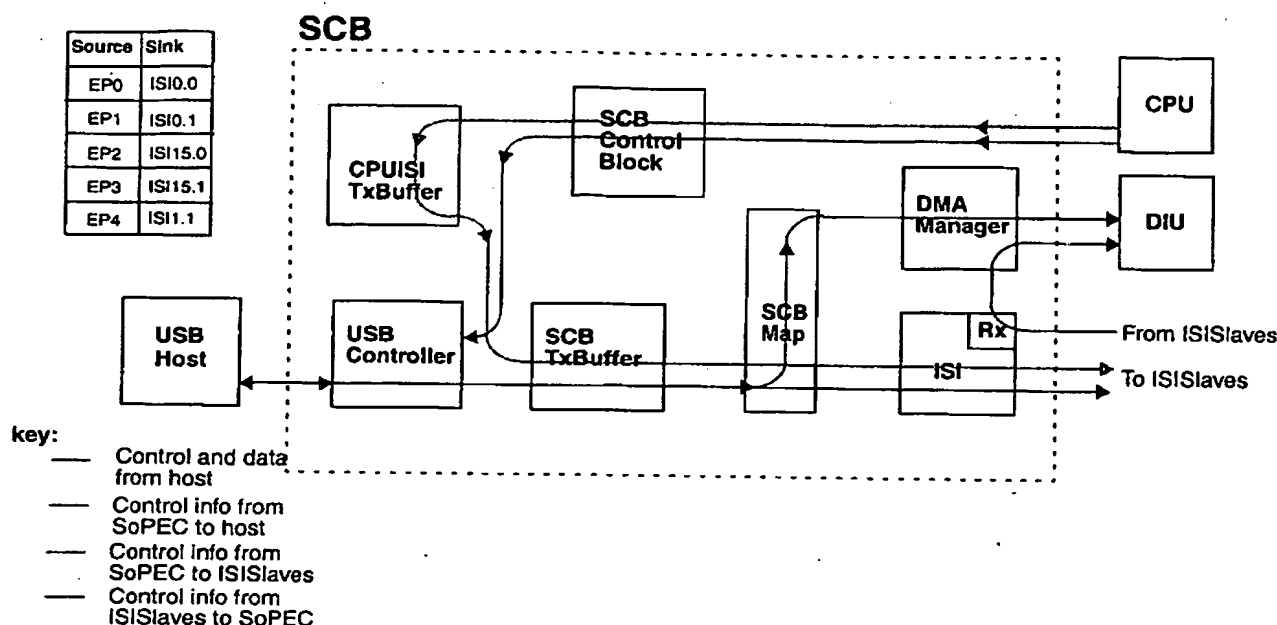 SCB
Source Sink
EP0 ISI0.0
EP1 ISI0.1
EP2 ISI15.0
EP3 ISI15.1
EP4 ISI1.1
CPUISI
TxBuffer
SCB
Control
Block
CPU
DMA
Manager
DIU
USB
Host
USB
Controller
SCB
TxBuffer
SCB
Map
Rx
ISI
From ISISlaves
To ISISlaves
key:
Control and data
from host
Control info from
SoPEC to host
Control info from
SoPEC to ISISlaves
Control info from
ISISlaves to SoPEC